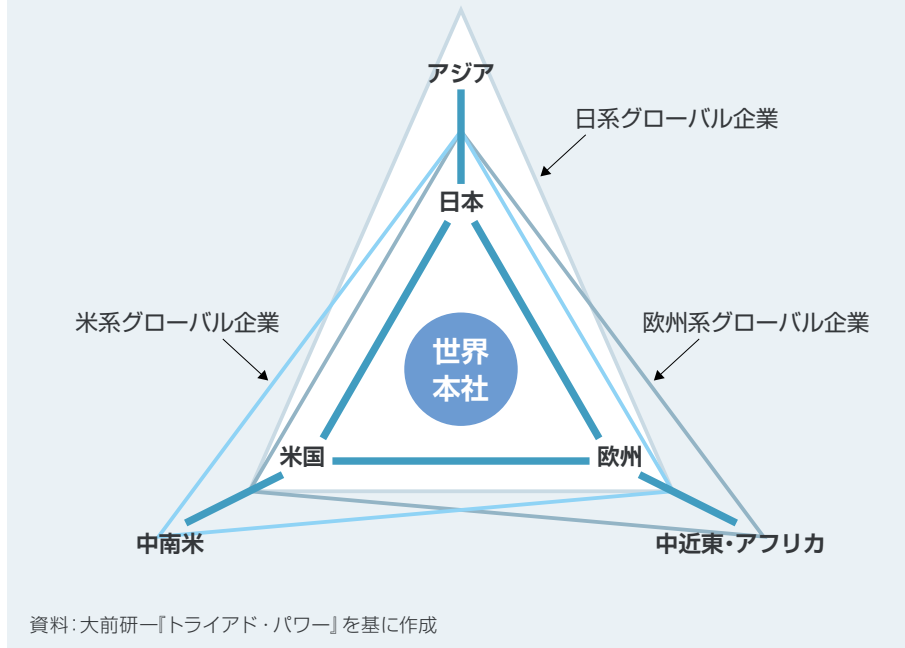 アジア
日系グローバル企業
日本
米系グローバル企業
欧州系グローバル企業
世界
本社
米国
欧州
中南米
中近東・アフリカ
資料：大前研一『トライアド・パワー』を基に作成